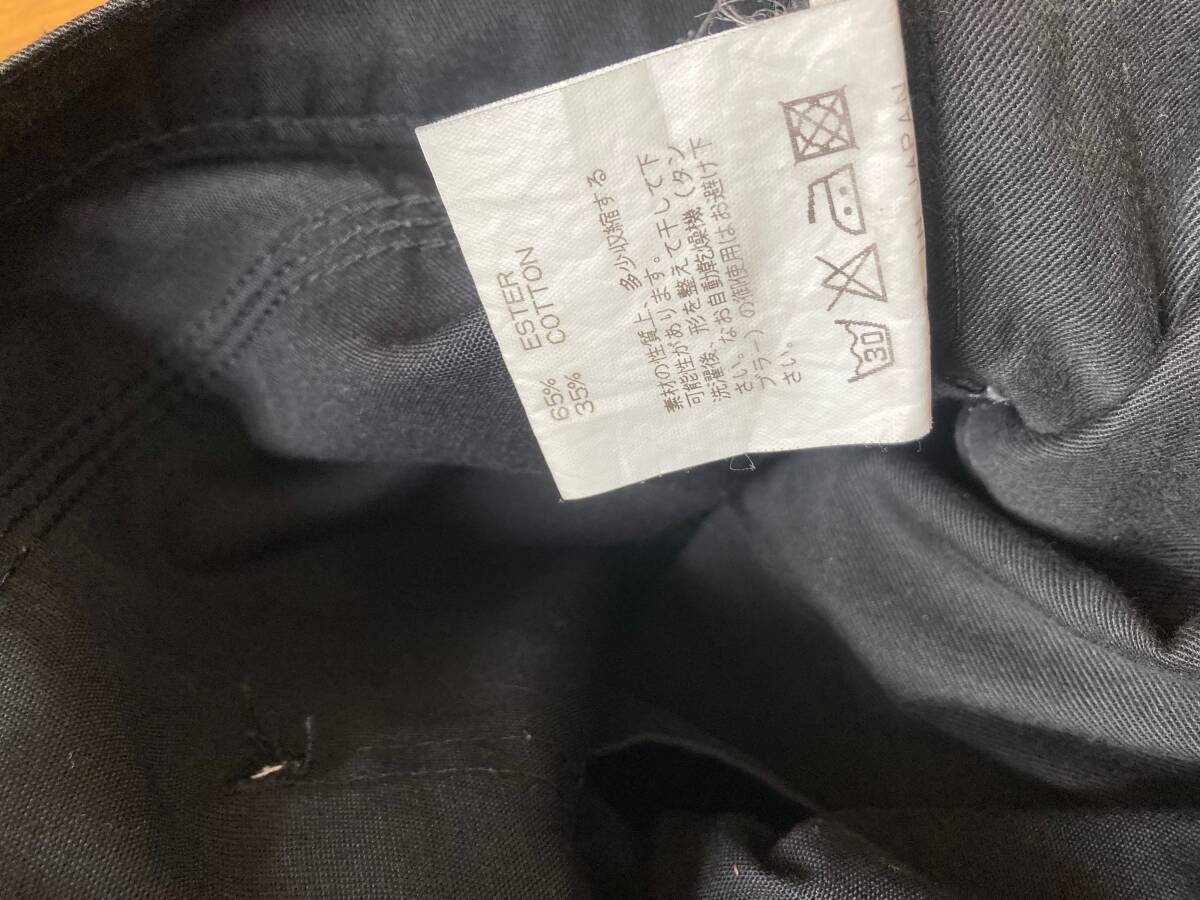 65% ESTER
35% COTTON
多少収縮する
素材の性質上、
可能性があります。
洗濯後、形を整えて干して下
さい。なお自動乾燥機(タン
ブラー)の御使用はお避け下
さい。
30
IN JAPAN